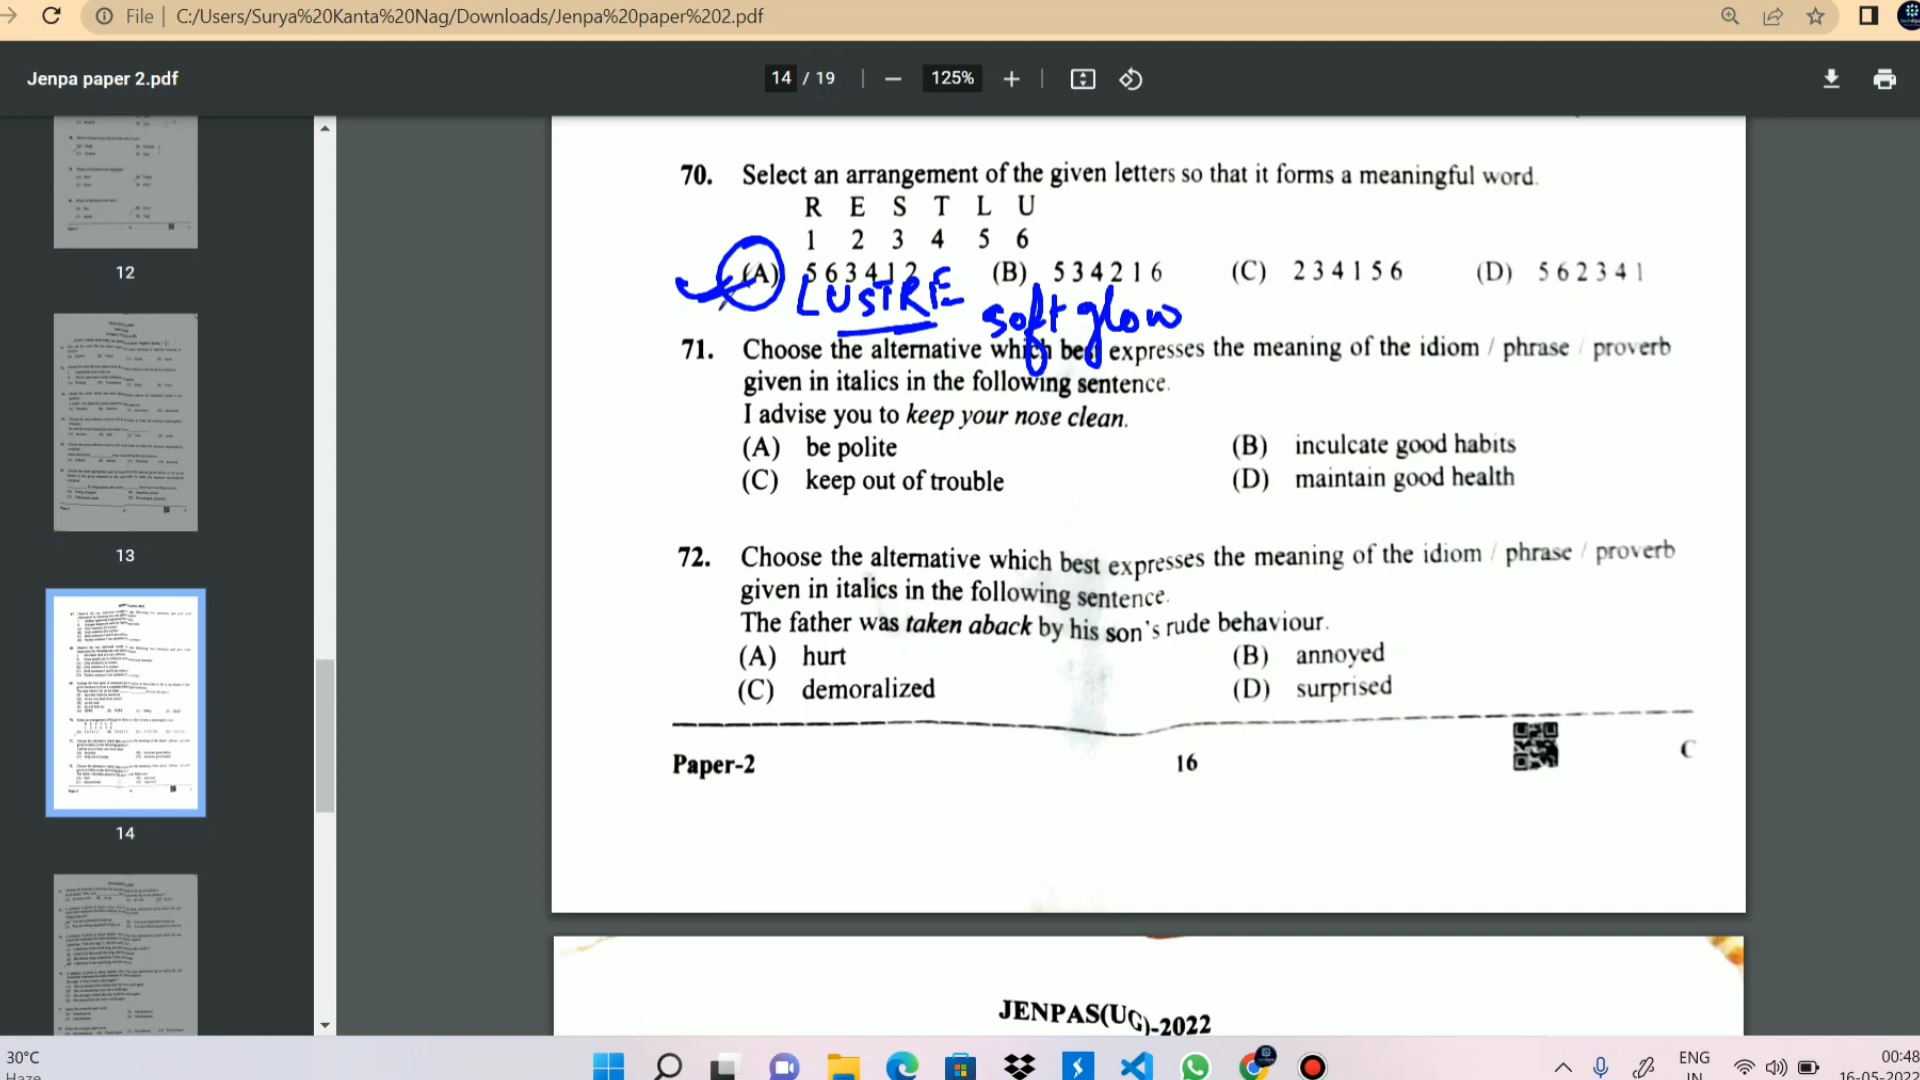 File | C:/Users/Surya%20Kanta%20Nag/Downloads/Jenpa%20paper%202.pdf
Jenpa paper 2.pdf
14 / 19 | − 125% + |
12
13
14
70. Select an arrangement of the given letters so that it forms a meaningful word.
R E S T L U
1 2 3 4 5 6
(A) 5 6 3 4 1 2 (B) 5 3 4 2 1 6 (C) 2 3 4 1 5 6 (D) 5 6 2 3 4 1
LUSTRE soft glow
71. Choose the alternative which best expresses the meaning of the idiom / phrase / proverb
given in italics in the following sentence.
I advise you to keep your nose clean.
(A) be polite (B) inculcate good habits
(C) keep out of trouble (D) maintain good health
72. Choose the alternative which best expresses the meaning of the idiom / phrase / proverb
given in italics in the following sentence.
The father was taken aback by his son's rude behaviour.
(A) hurt (B) annoyed
(C) demoralized (D) surprised
Paper-2 16 C
JENPAS(UG)-2022
30°C
Haze
ENG
IN
00:48
16-05-2022